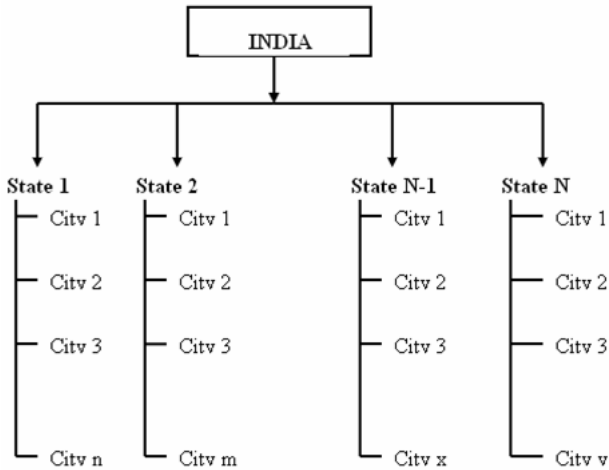 INDIA
State 1 State 2 State N-1 State N
City 1 City 1 City 1 City 1
City 2 City 2 City 2 City 2
City 3 City 3 City 3 City 3
City n City m City x City v